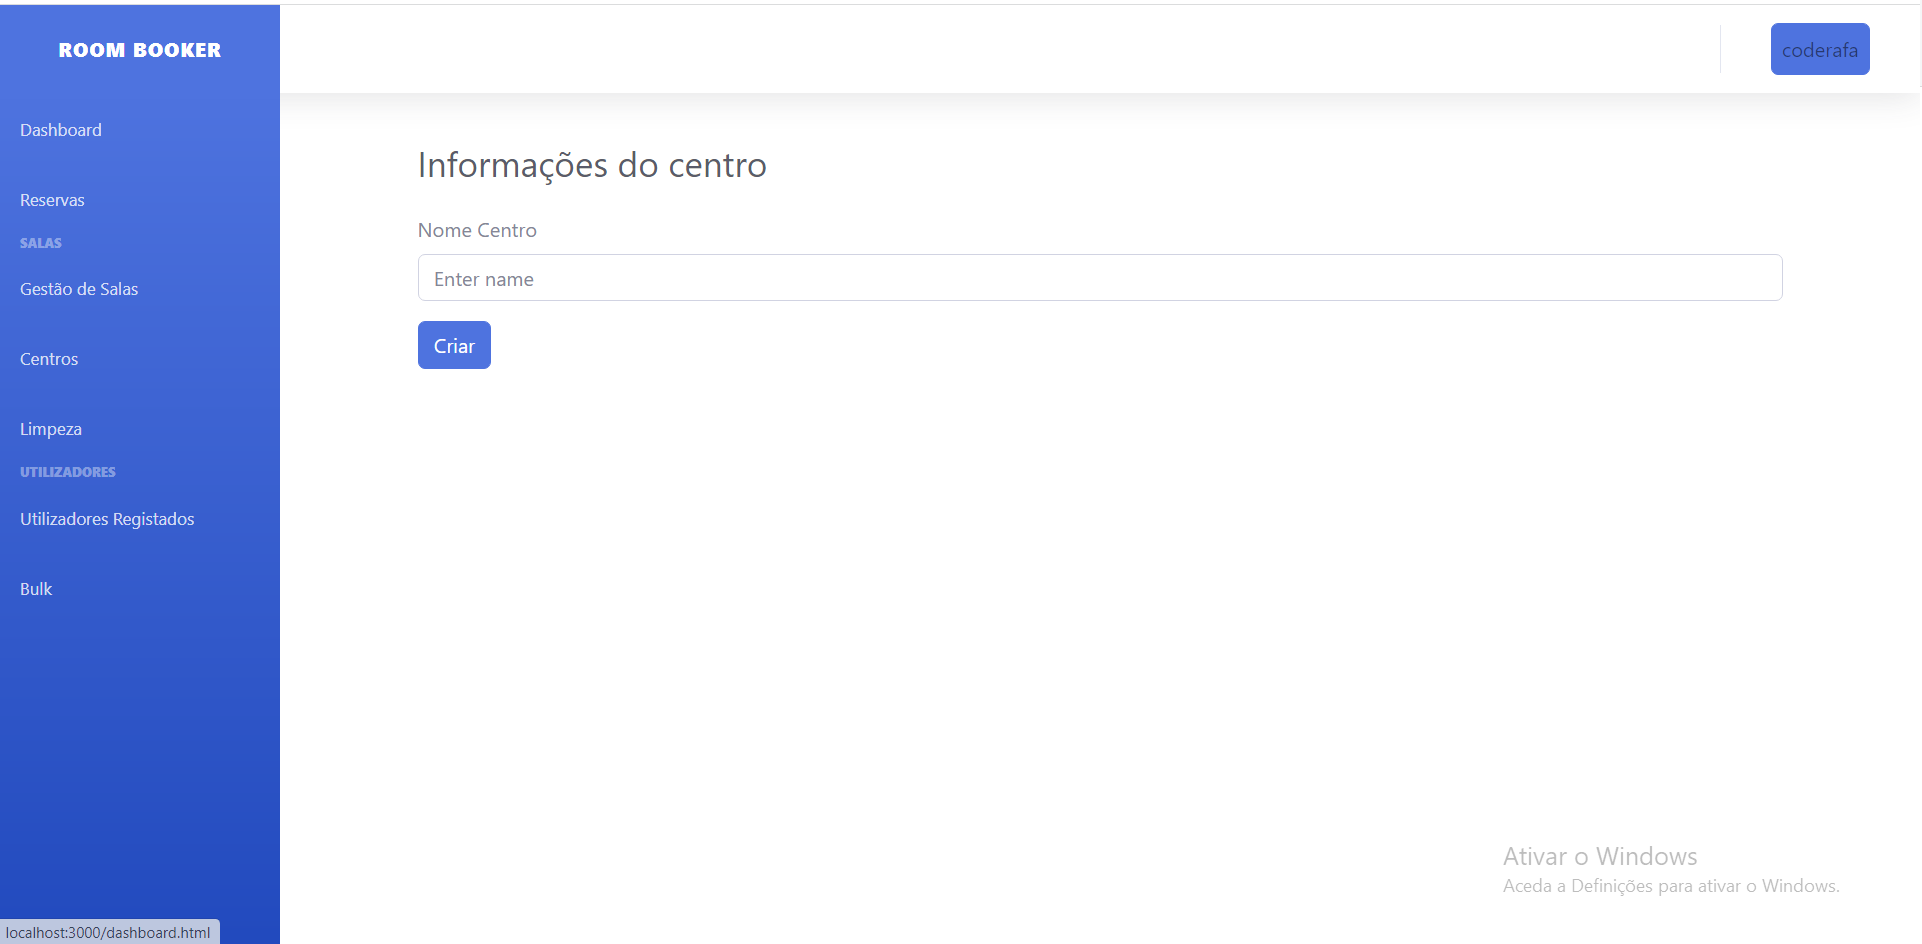 ROOM BOOKER
coderafa
Dashboard
Reservas
SALAS
Gestão de Salas
Centros
Limpeza
UTILIZADORES
Utilizadores Registados
Bulk
Informações do centro
Nome Centro
Enter name
Criar
Ativar o Windows
Aceda a Definições para ativar o Windows.
localhost:3000/dashboard.html